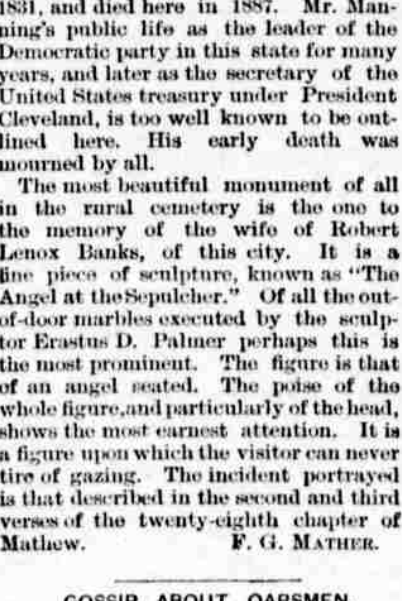 1831, and died here in 1887. Mr. Man-
ning's public life as the leader of the
Democratic party in this state for many
years, and later as the secretary of the
United States treasury under President
Cleveland, is too well known to be out-
lined here. His early death was
mourned by all.
The most beautiful monument of all
in the rural cemetery is the one to
the memory of the wife of Robert
Lenox Banks, of this city. It is a
fine piece of sculpture, known as "The
Angel at the Sepulcher." Of all the out-
of-door marbles executed by the sculp-
tor Erastus D. Palmer perhaps this is
the most prominent. The figure is that
of an angel seated. The poise of the
whole figure, and particularly of the head,
shows the most earnest attention. It is
a figure upon which the visitor can never
tire of gazing. The incident portrayed
is that described in the second and third
verses of the twenty-eighth chapter of
Mathew. F. G. MATHER.
GOSSIP ABOUT OARSMEN